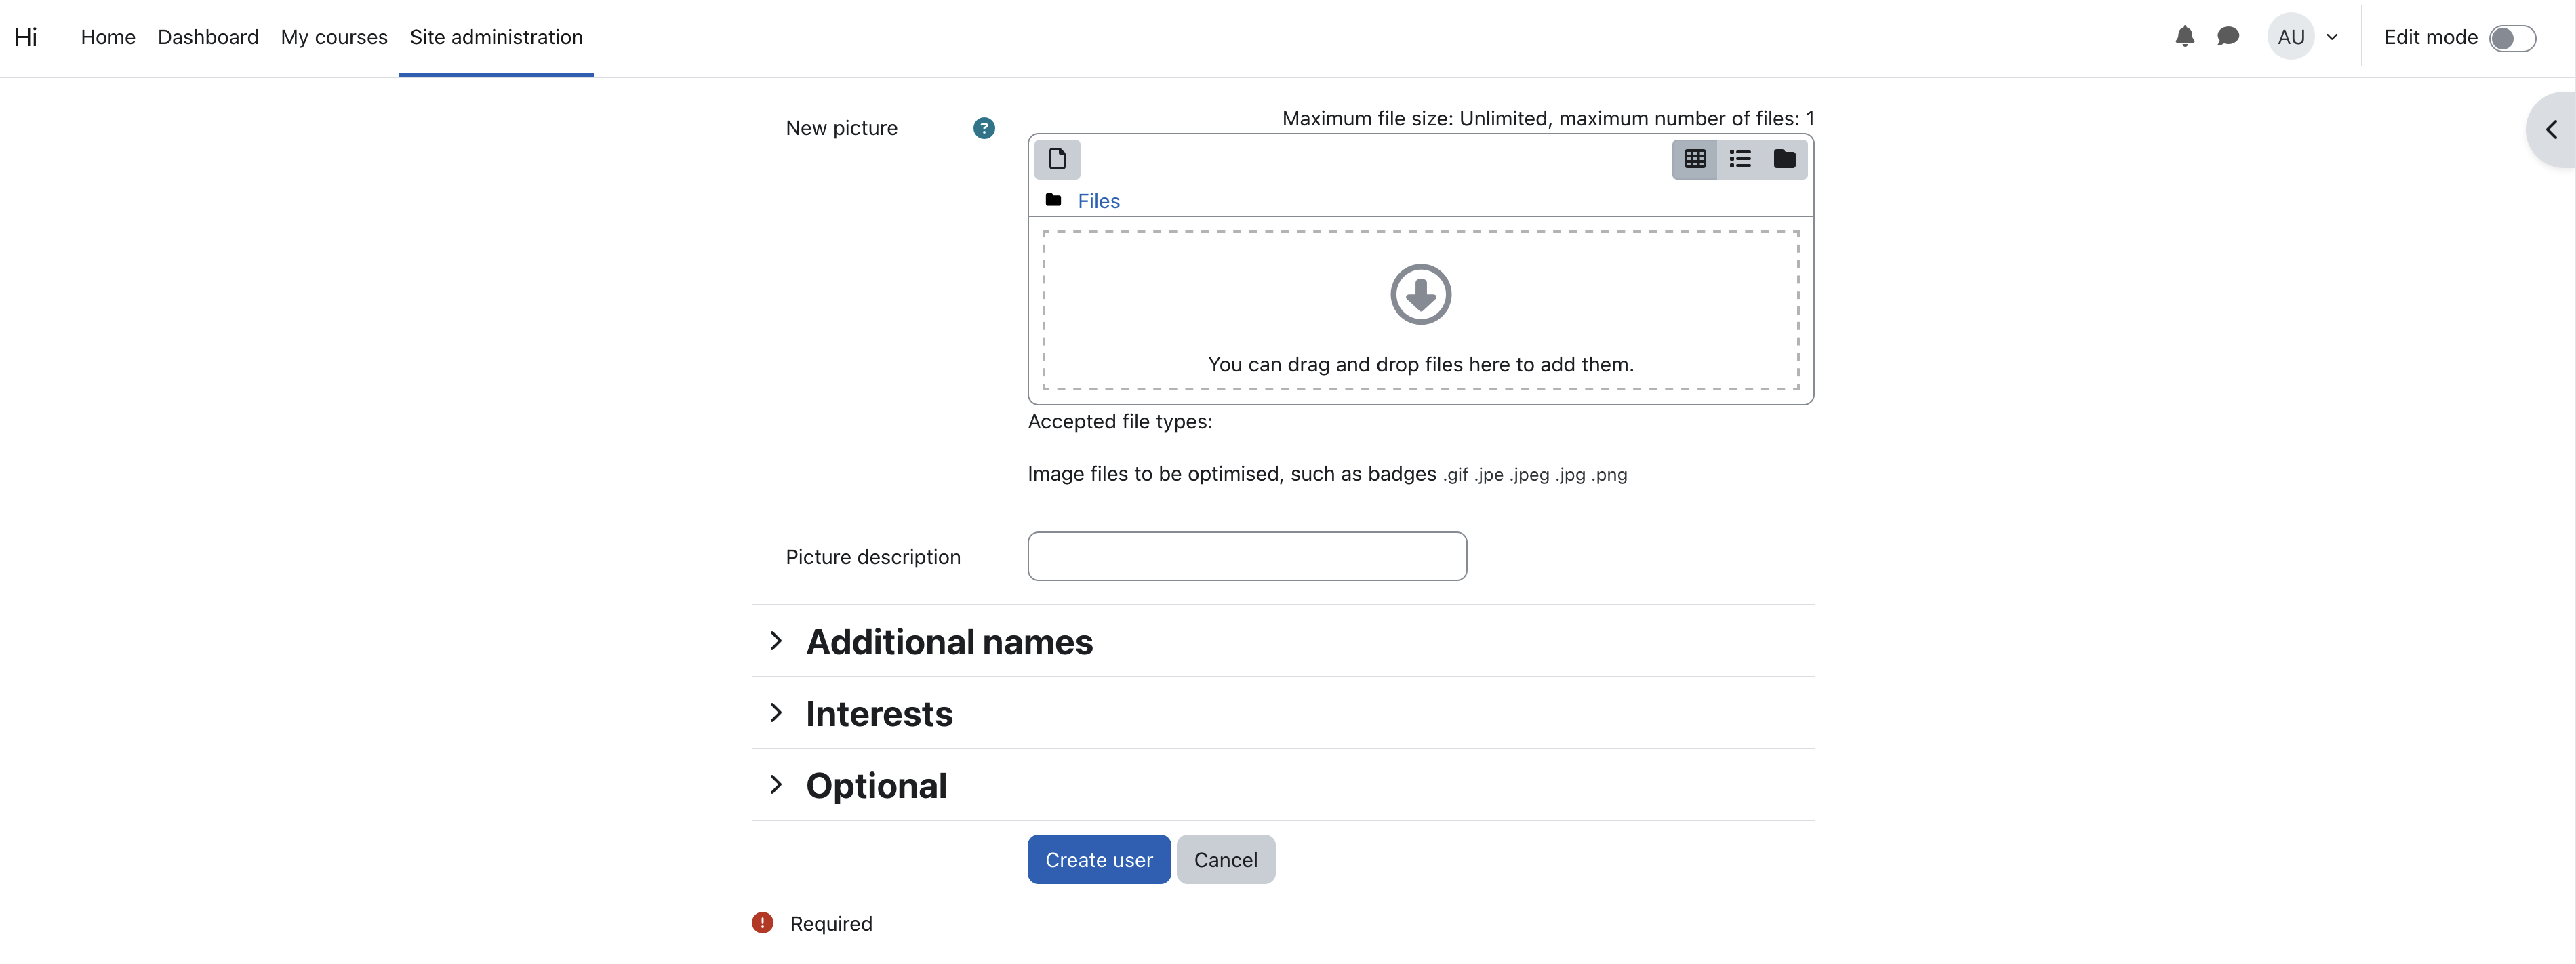 Hi Home Dashboard My courses Site administration AU Edit mode
New picture ? Maximum file size: Unlimited, maximum number of files: 1
Files
You can drag and drop files here to add them.
Accepted file types:
Image files to be optimised, such as badges .gif .jpe .jpeg .jpg .png
Picture description
Additional names
Interests
Optional
Create user Cancel
! Required